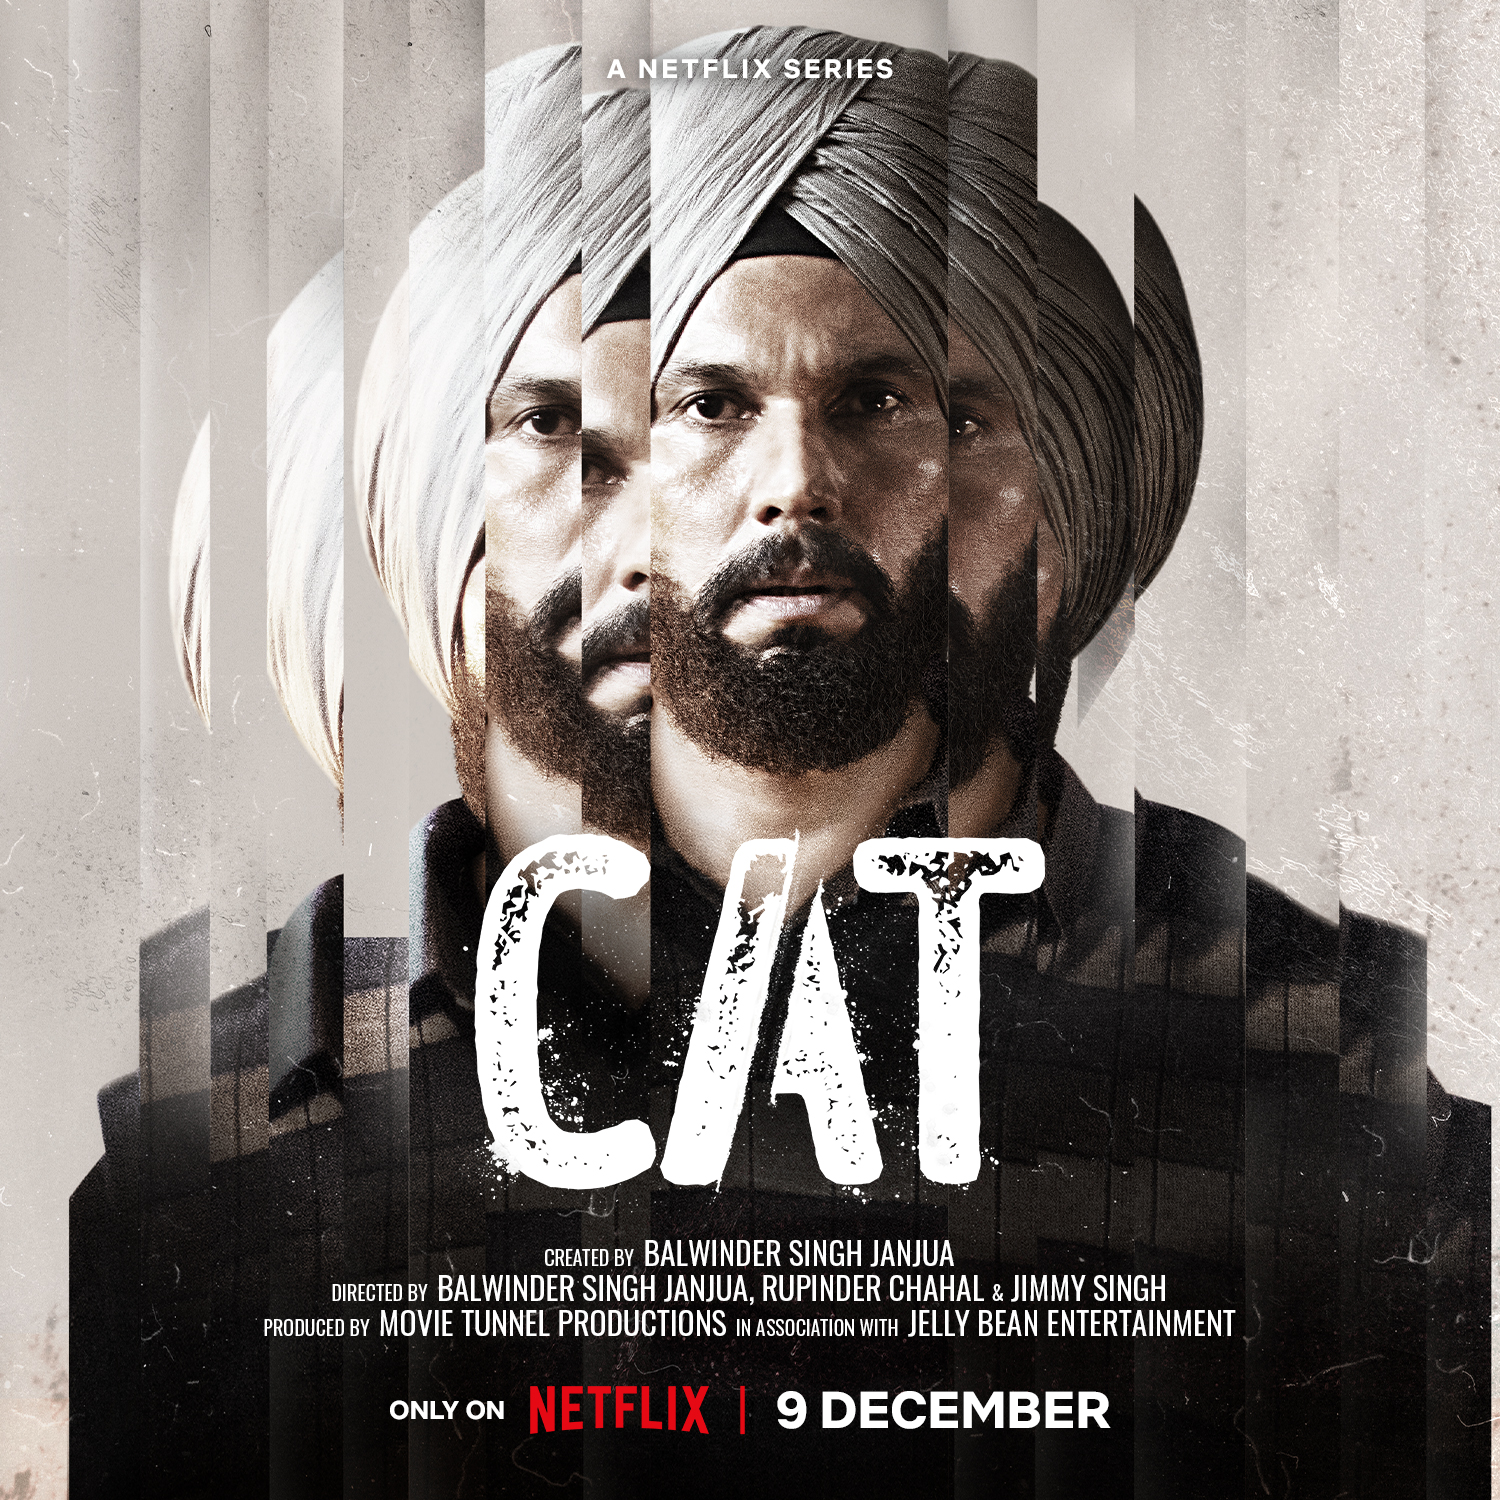 A NETFLIX SERIES
CAT
CREATED BY BALWINDER SINGH JANJUA
DIRECTED BY BALWINDER SINGH JANJUA, RUPINDER CHAHAL & JIMMY SINGH
PRODUCED BY MOVIE TUNNEL PRODUCTIONS IN ASSOCIATION WITH JELLY BEAN ENTERTAINMENT
ONLY ON NETFLIX | 9 DECEMBER